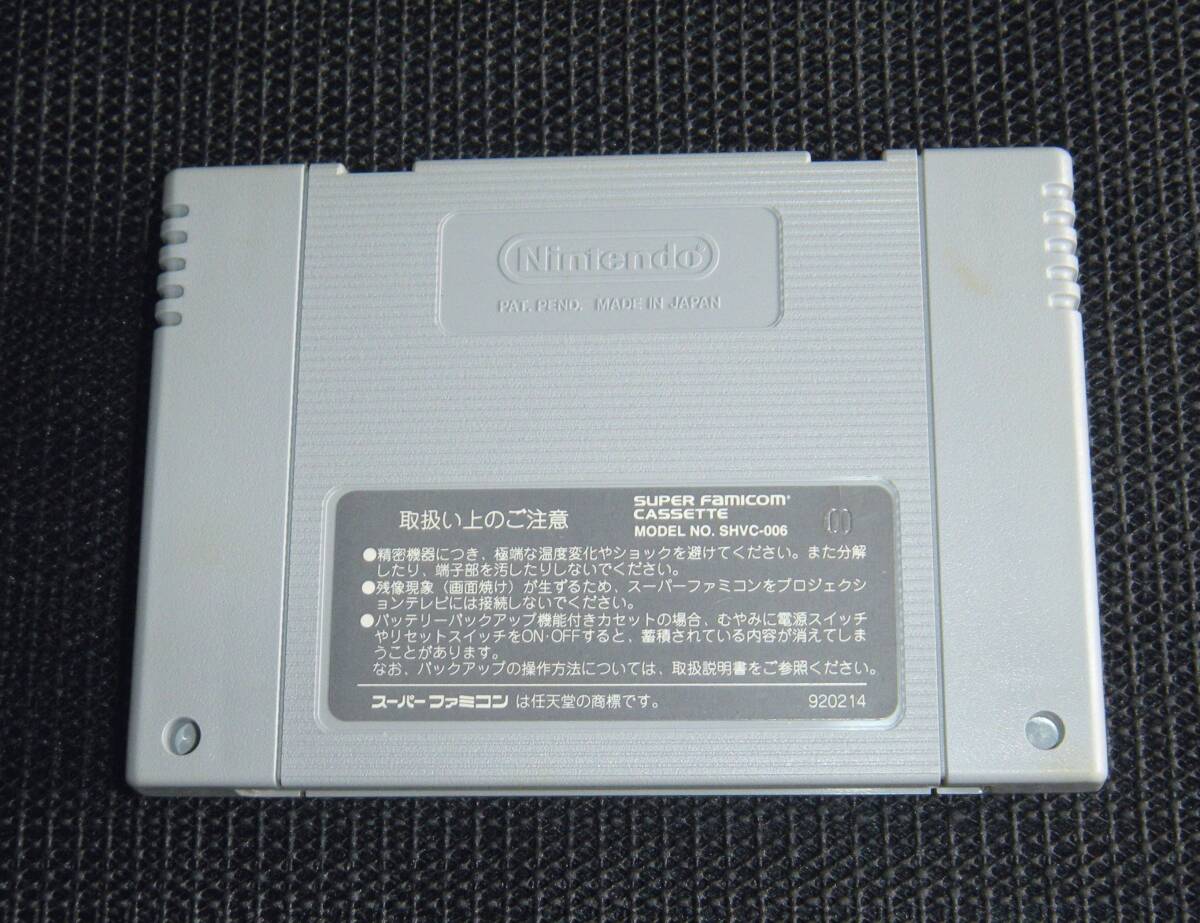 Nintendo®
PAT. PEND. MADE IN JAPAN
取扱い上のご注意
SUPER FAMICOM®
CASSETTE
MODEL NO. SHVC-006
●精密機器につき、極端な温度変化やショックを避けてください。また分解
したり、端子部を汚したりしないでください。
●残像現象（画面焼け）が生ずるため、スーパーファミコンをプロジェクシ
ョンテレビには接続しないでください。
●バッテリーバックアップ機能付きカセットの場合、むやみに電源スイッチ
やリセットスイッチをON・OFFすると、蓄積されている内容が消えてしま
うことがあります。
なお、バックアップの操作方法については、取扱説明書をご参照ください。
スーパーファミコン は任天堂の商標です。
920214